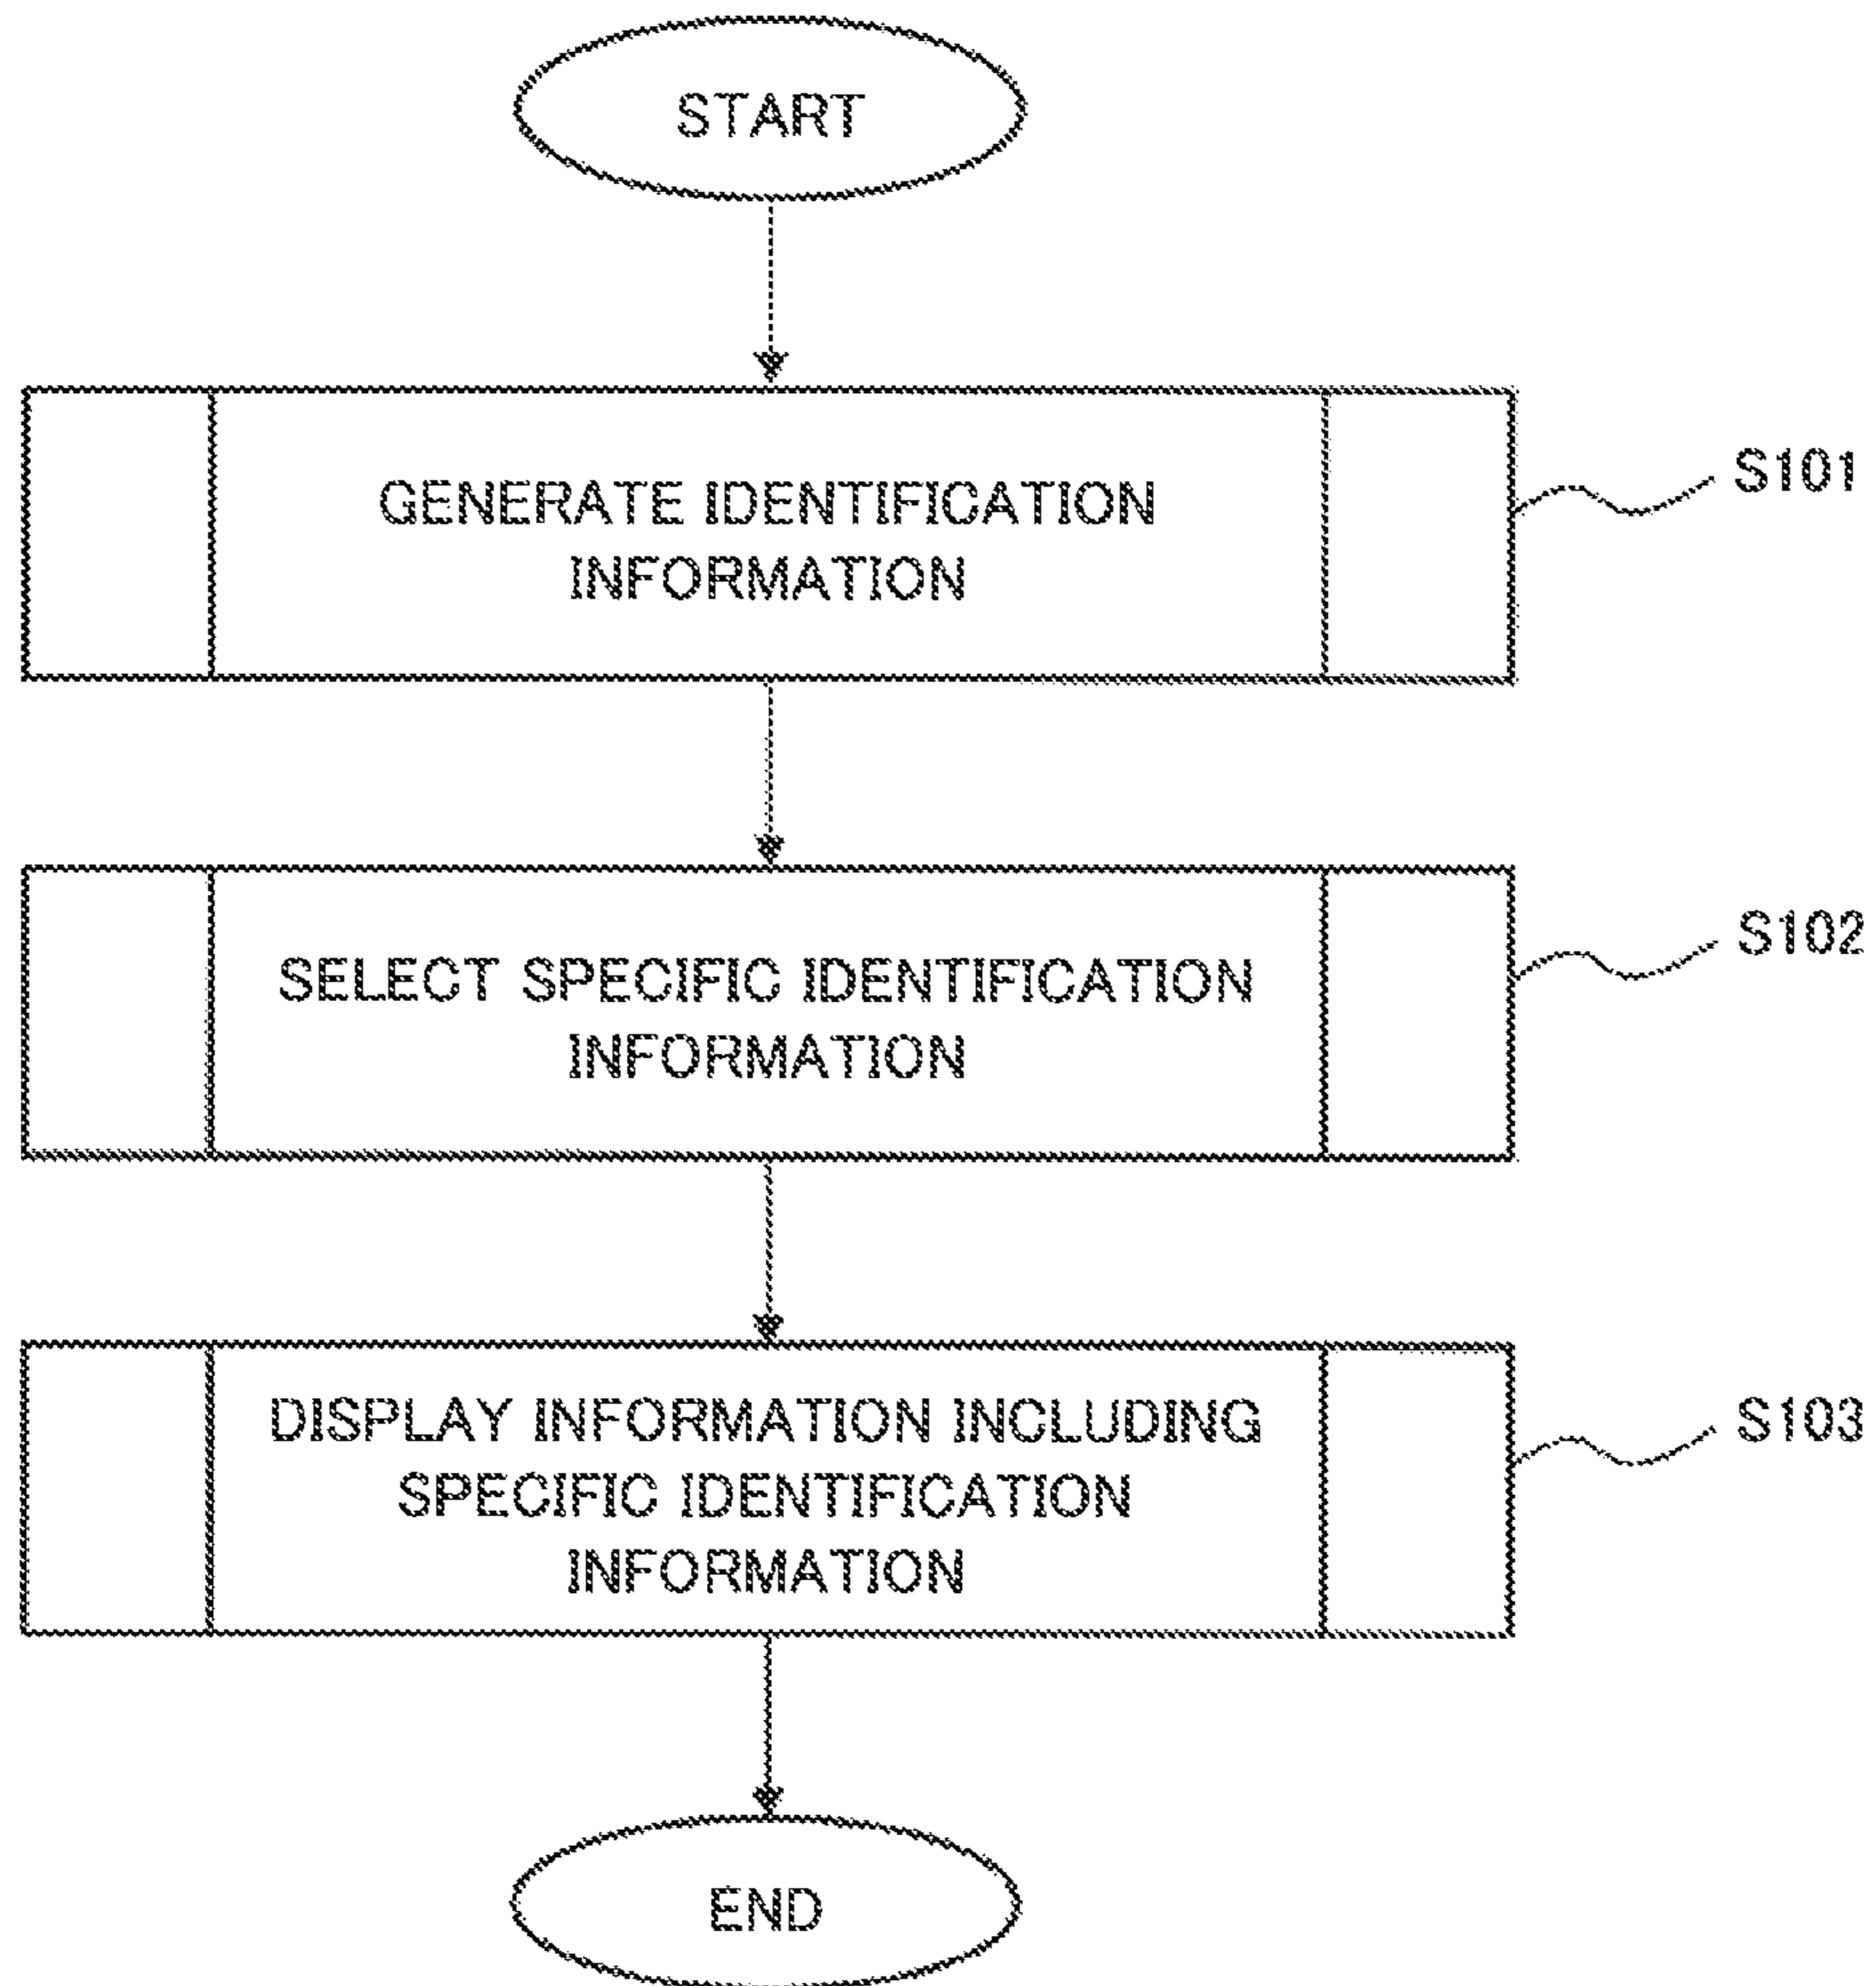 START
GENERATE IDENTIFICATION
INFORMATION
S101
SELECT SPECIFIC IDENTIFICATION
INFORMATION
S102
DISPLAY INFORMATION INCLUDING
SPECIFIC IDENTIFICATION
INFORMATION
S103
END